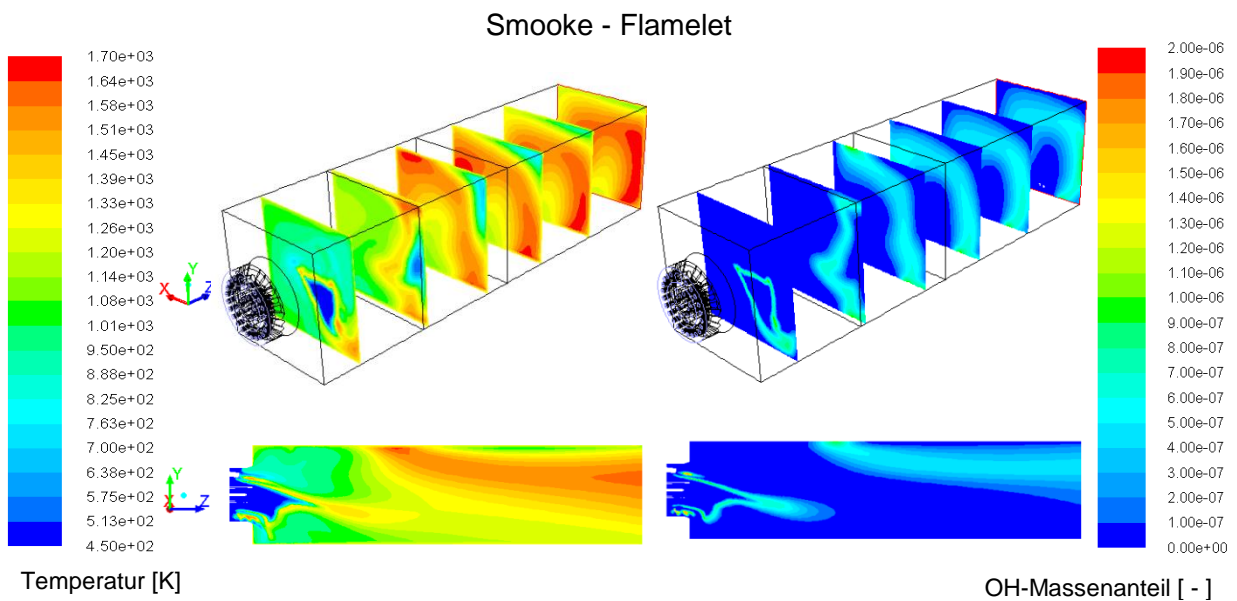 Smooke - Flamelet
1.70e+03
1.64e+03
1.58e+03
1.51e+03
1.45e+03
1.39e+03
1.33e+03
1.26e+03
1.20e+03
1.14e+03
1.08e+03
1.01e+03
9.50e+02
8.88e+02
8.25e+02
7.63e+02
7.00e+02
6.38e+02
5.75e+02
5.13e+02
4.50e+02
Temperatur [K]
Y
X
Z
Y
X
Z
2.00e-06
1.90e-06
1.80e-06
1.70e-06
1.60e-06
1.50e-06
1.40e-06
1.30e-06
1.20e-06
1.10e-06
1.00e-06
9.00e-07
8.00e-07
7.00e-07
6.00e-07
5.00e-07
4.00e-07
3.00e-07
2.00e-07
1.00e-07
0.00e+00
OH-Massenanteil [ - ]